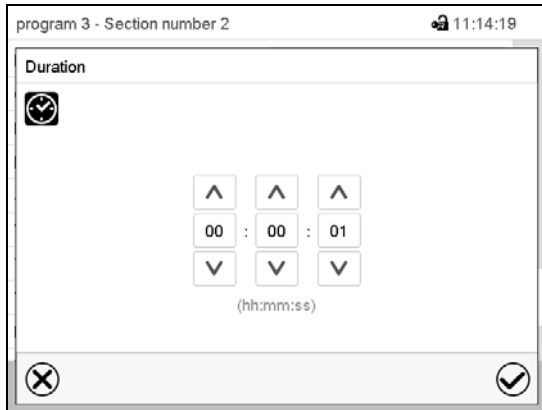 program 3 - Section number 2 11:14:19
Duration
00 : 00 : 01
(hh:mm:ss)